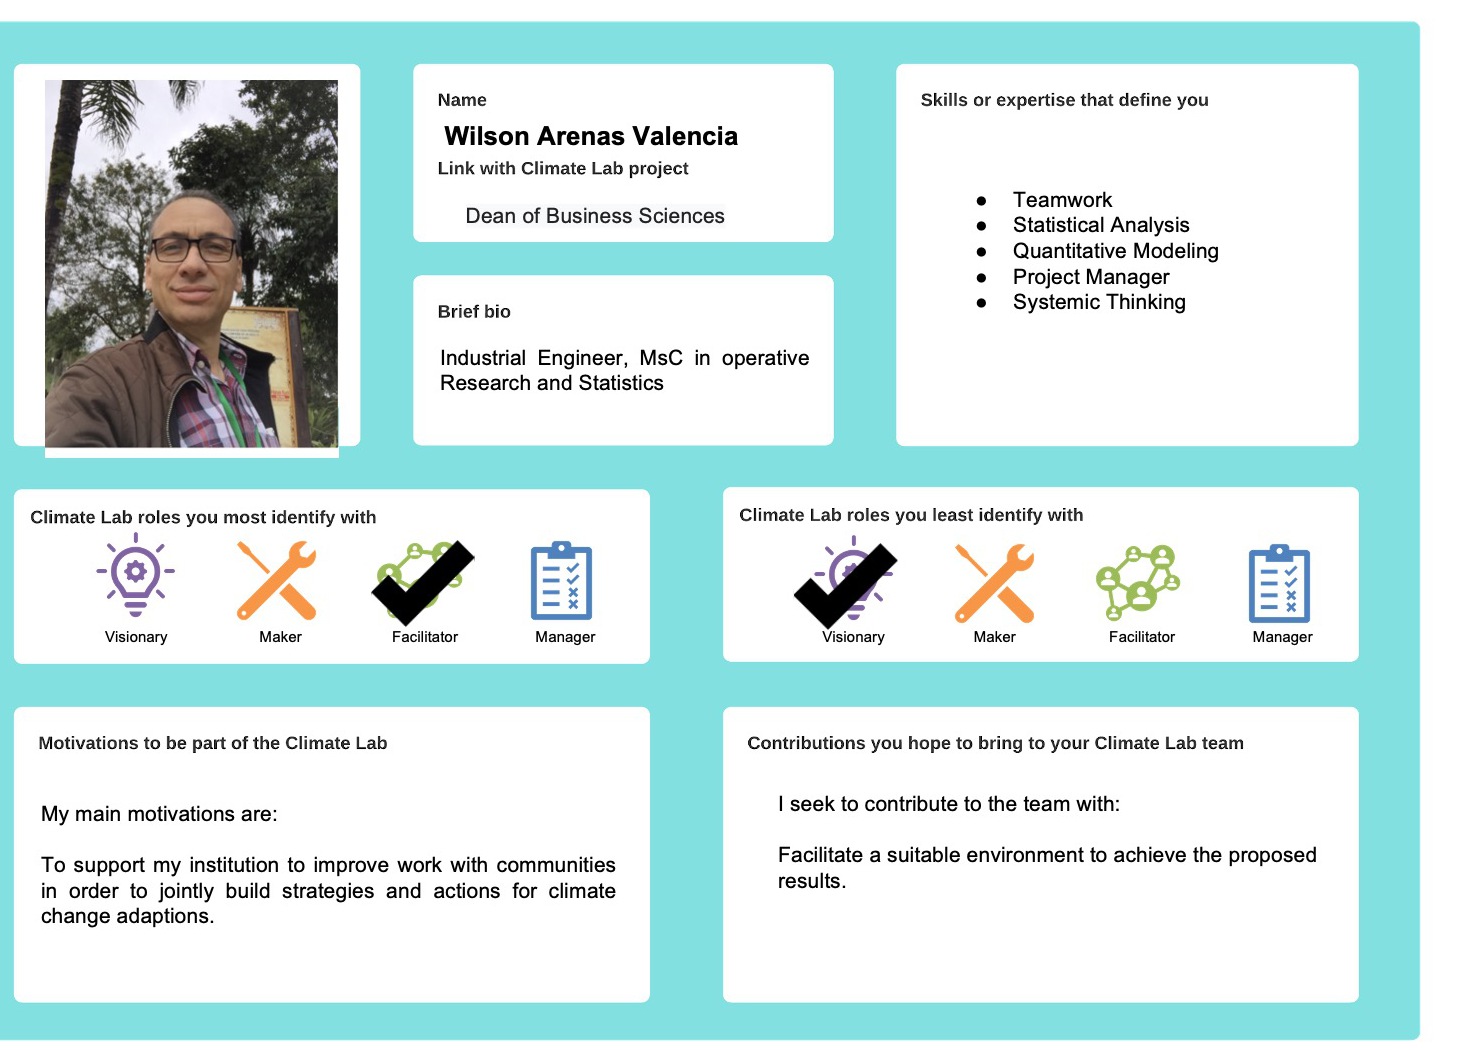 Name
Wilson Arenas Valencia
Link with Climate Lab project
Dean of Business Sciences
Brief bio
Industrial Engineer, MsC in operative
Research and Statistics
Skills or expertise that define you
● Teamwork
● Statistical Analysis
● Quantitative Modeling
● Project Manager
● Systemic Thinking
Climate Lab roles you most identify with
Visionary Maker Facilitator Manager
Climate Lab roles you least identify with
Visionary Maker Facilitator Manager
Motivations to be part of the Climate Lab
My main motivations are:
To support my institution to improve work with communities
in order to jointly build strategies and actions for climate
change adaptions.
Contributions you hope to bring to your Climate Lab team
I seek to contribute to the team with:
Facilitate a suitable environment to achieve the proposed
results.